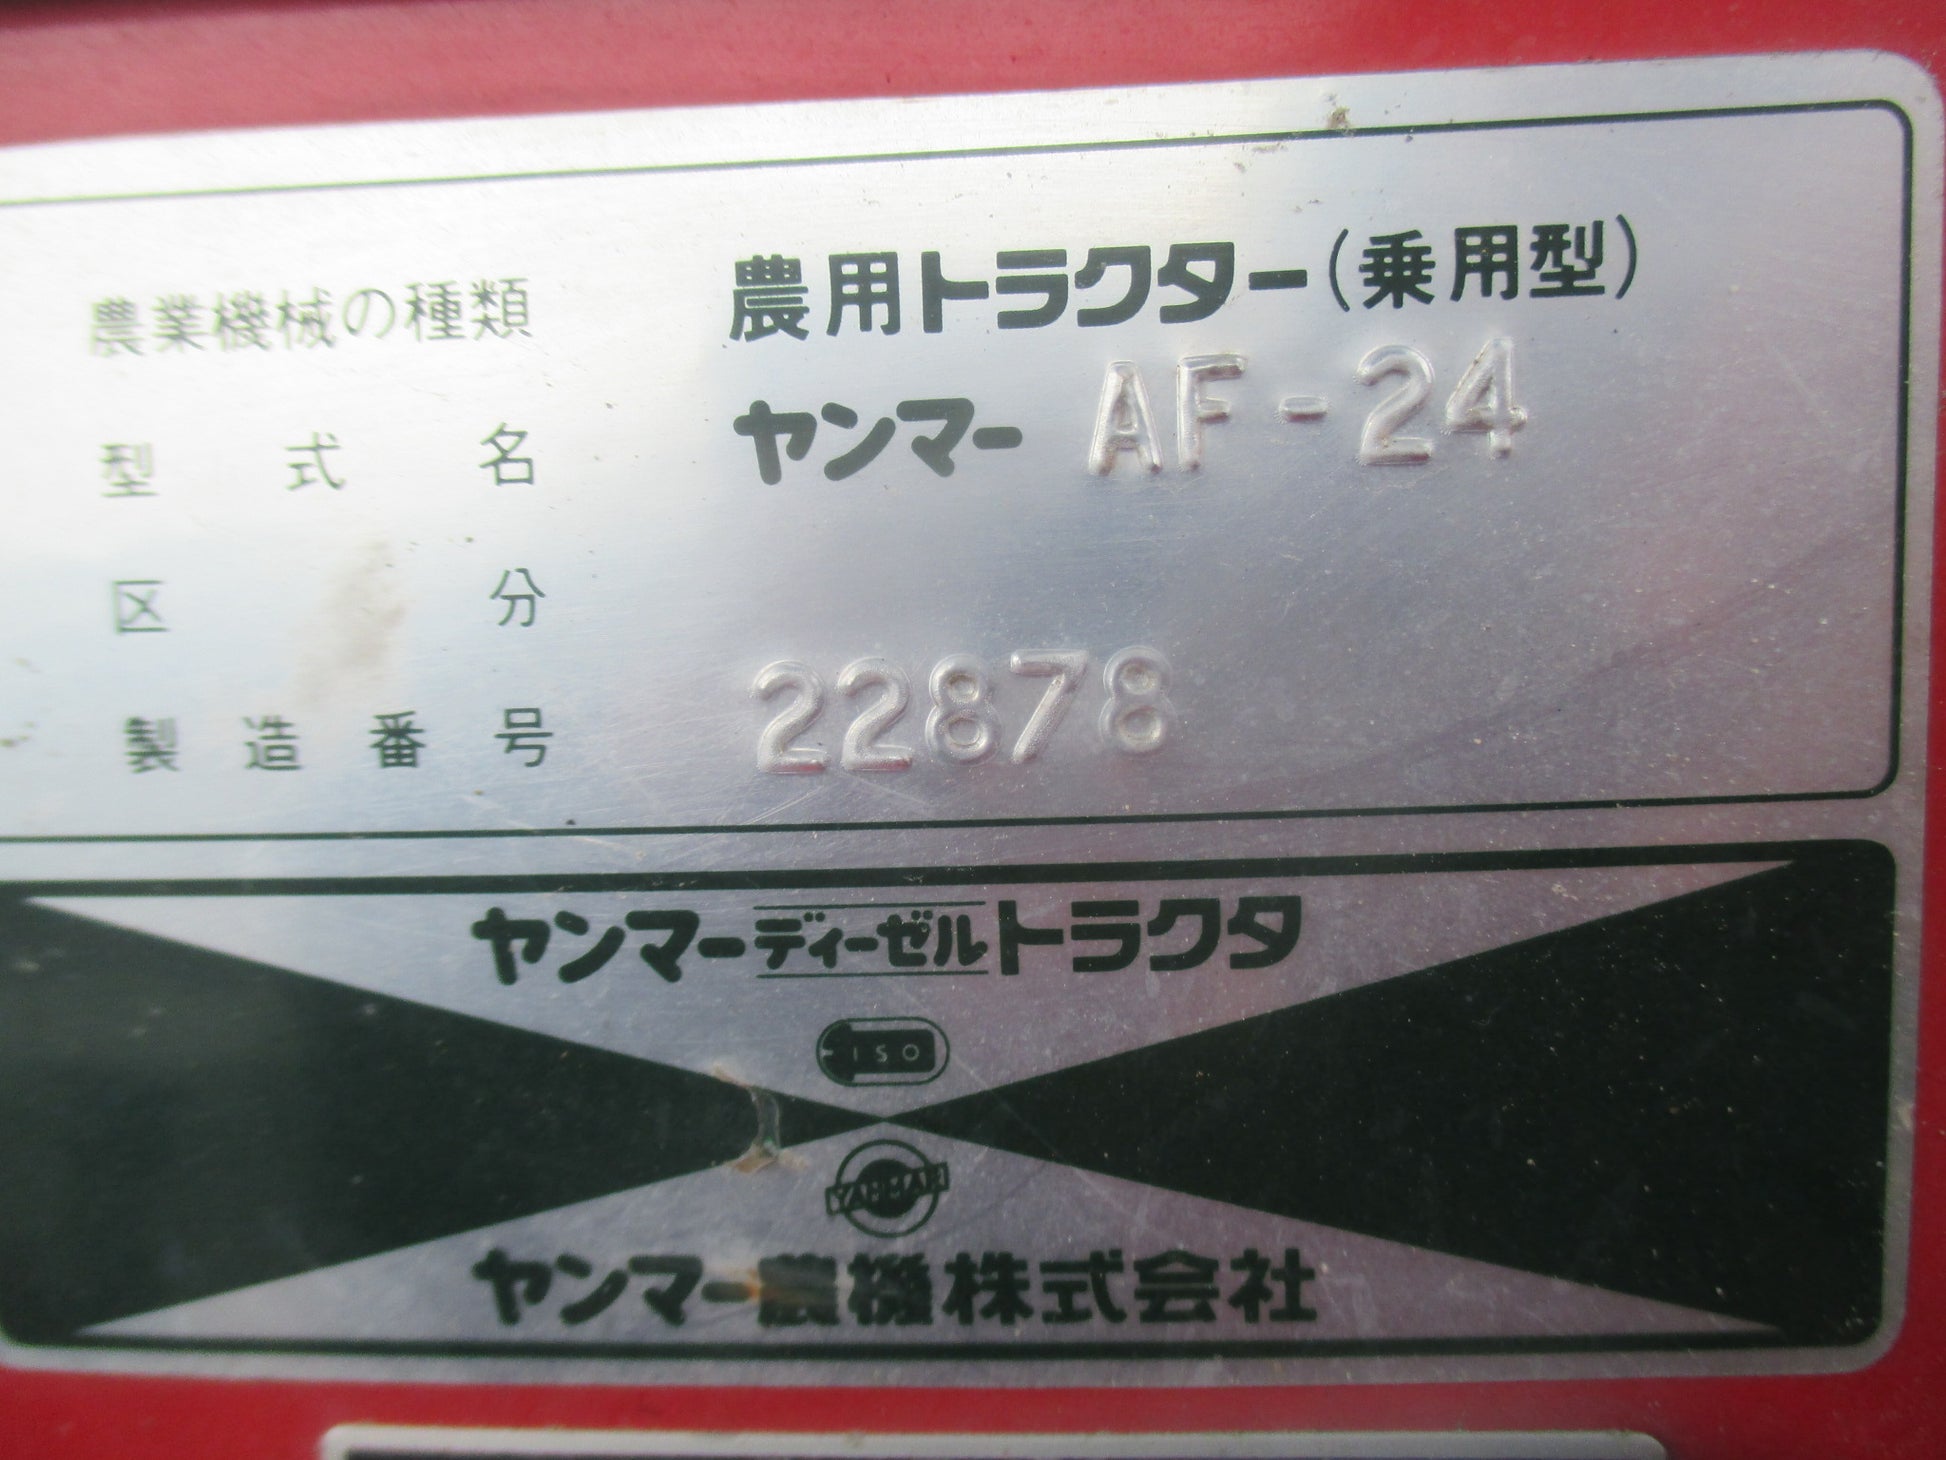 農業機械の種類 農用トラクター(乗用型)
型式名 ヤンマー AF-24
区分
製造番号 22878
ヤンマーディーゼルトラクタ
ISO
YANMAR
ヤンマー農機株式会社